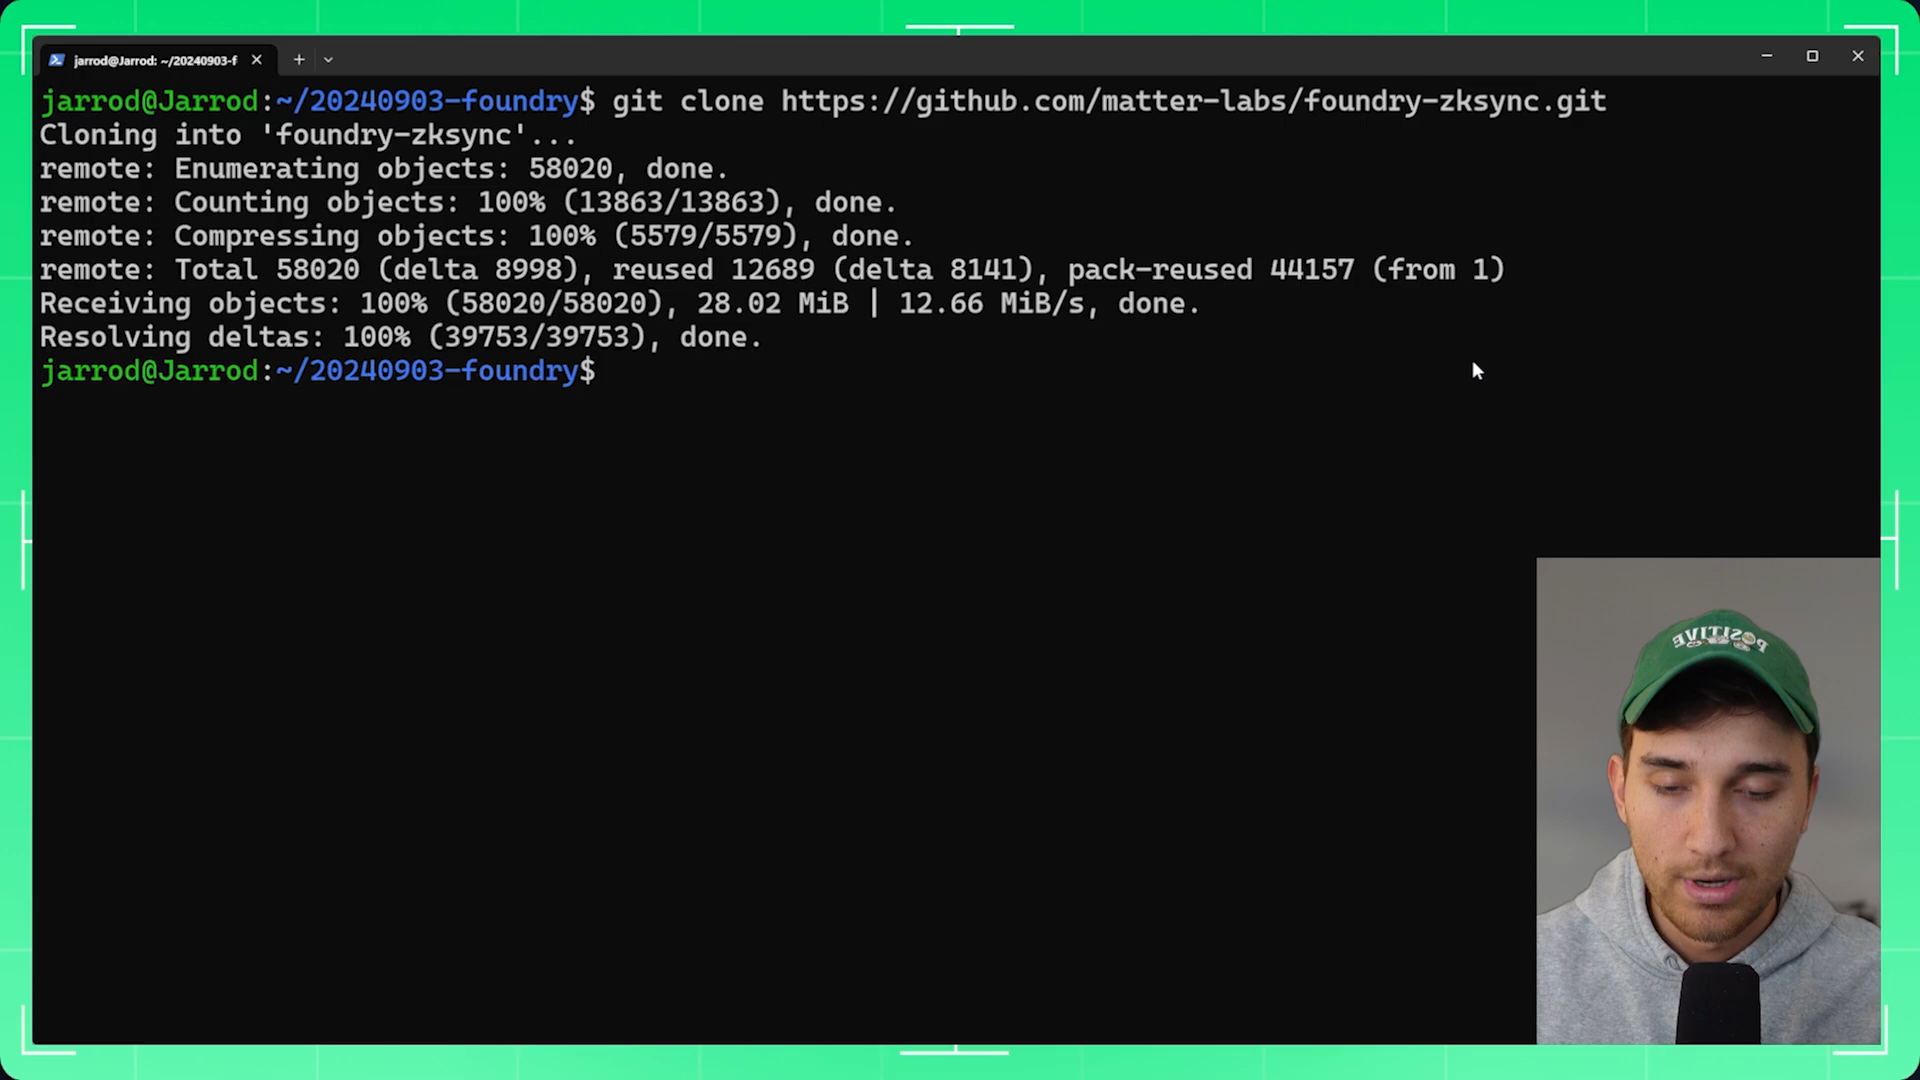 jarrod@Jarrod: ~/20240903-f
jarrod@Jarrod:~/20240903-foundry$ git clone https://github.com/matter-labs/foundry-zksync.git
Cloning into 'foundry-zksync'...
remote: Enumerating objects: 58020, done.
remote: Counting objects: 100% (13863/13863), done.
remote: Compressing objects: 100% (5579/5579), done.
remote: Total 58020 (delta 8998), reused 12689 (delta 8141), pack-reused 44157 (from 1)
Receiving objects: 100% (58020/58020), 28.02 MiB | 12.66 MiB/s, done.
Resolving deltas: 100% (39753/39753), done.
jarrod@Jarrod:~/20240903-foundry$
POSITIVE